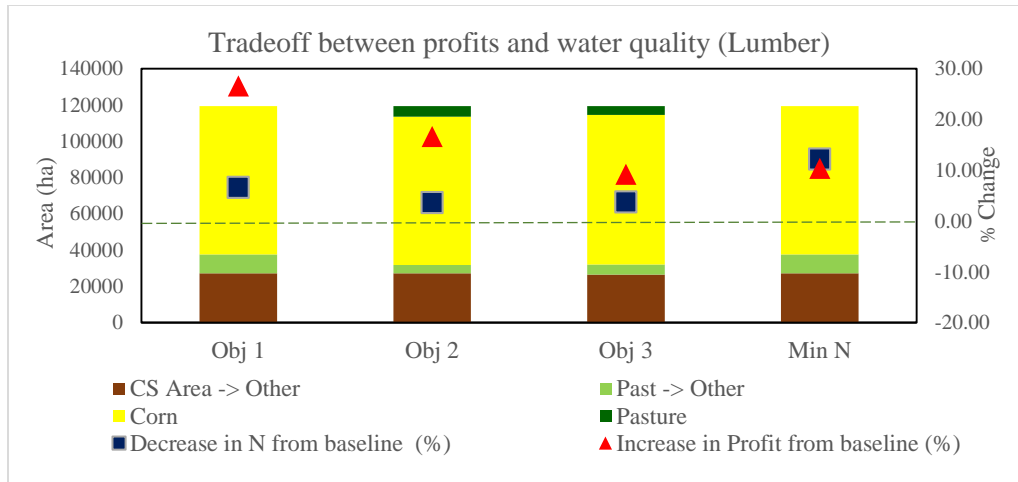 Tradeoff between profits and water quality (Lumber)
140000
120000
100000
80000
60000
40000
20000
0
Area (ha)
30.00
20.00
10.00
0.00
-10.00
-20.00
% Change
Obj 1 Obj 2 Obj 3 Min N
CS Area -> Other Past -> Other
Corn Pasture
Decrease in N from baseline (%) Increase in Profit from baseline (%)